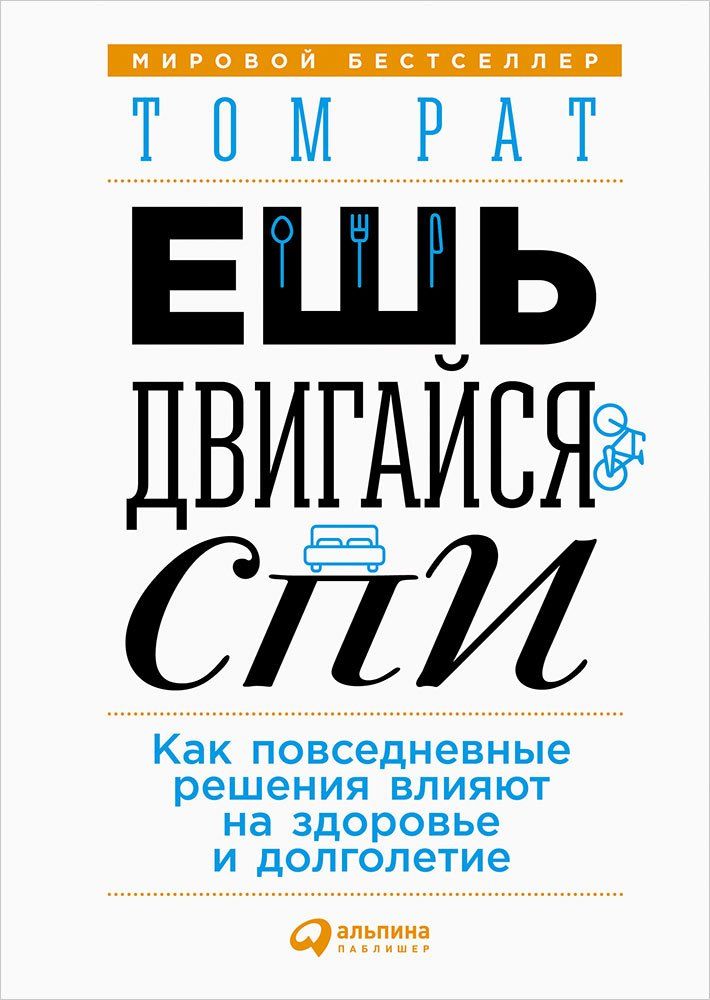 МИРОВОЙ БЕСТСЕЛЛЕР
ТОМ РАТ
ЕШЬ
ДВИГАЙСЯ
СПИ
Как повседневные
решения влияют
на здоровье
и долголетие
альпина
ПАБЛИШЕР